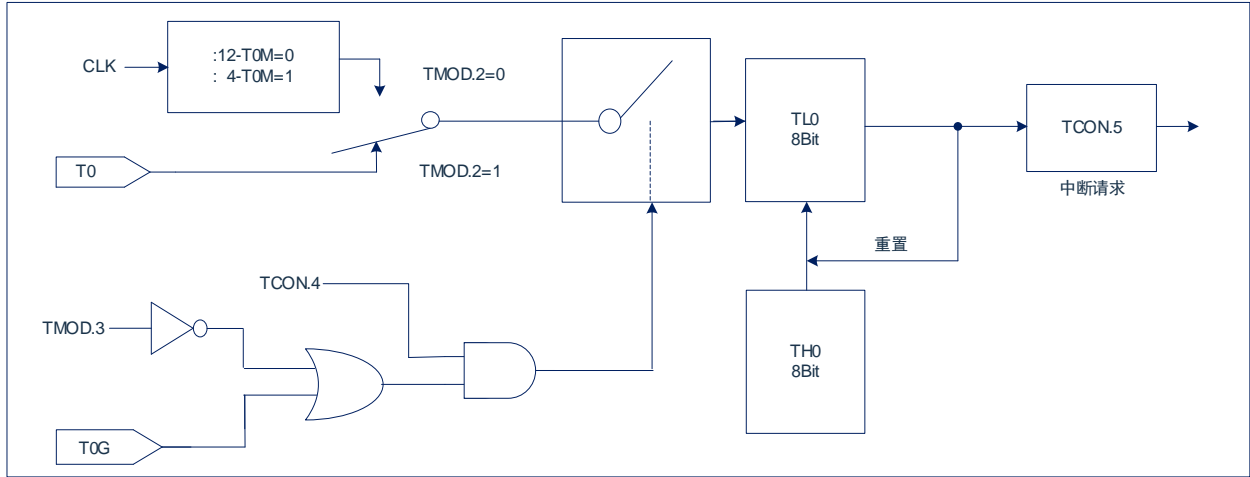 :12-T0M=0
: 4-T0M=1
CLK
TMOD.2=0
T0
TMOD.2=1
TL0
8Bit
TCON.5
中断请求
重置
TCON.4
TMOD.3
TH0
8Bit
T0G